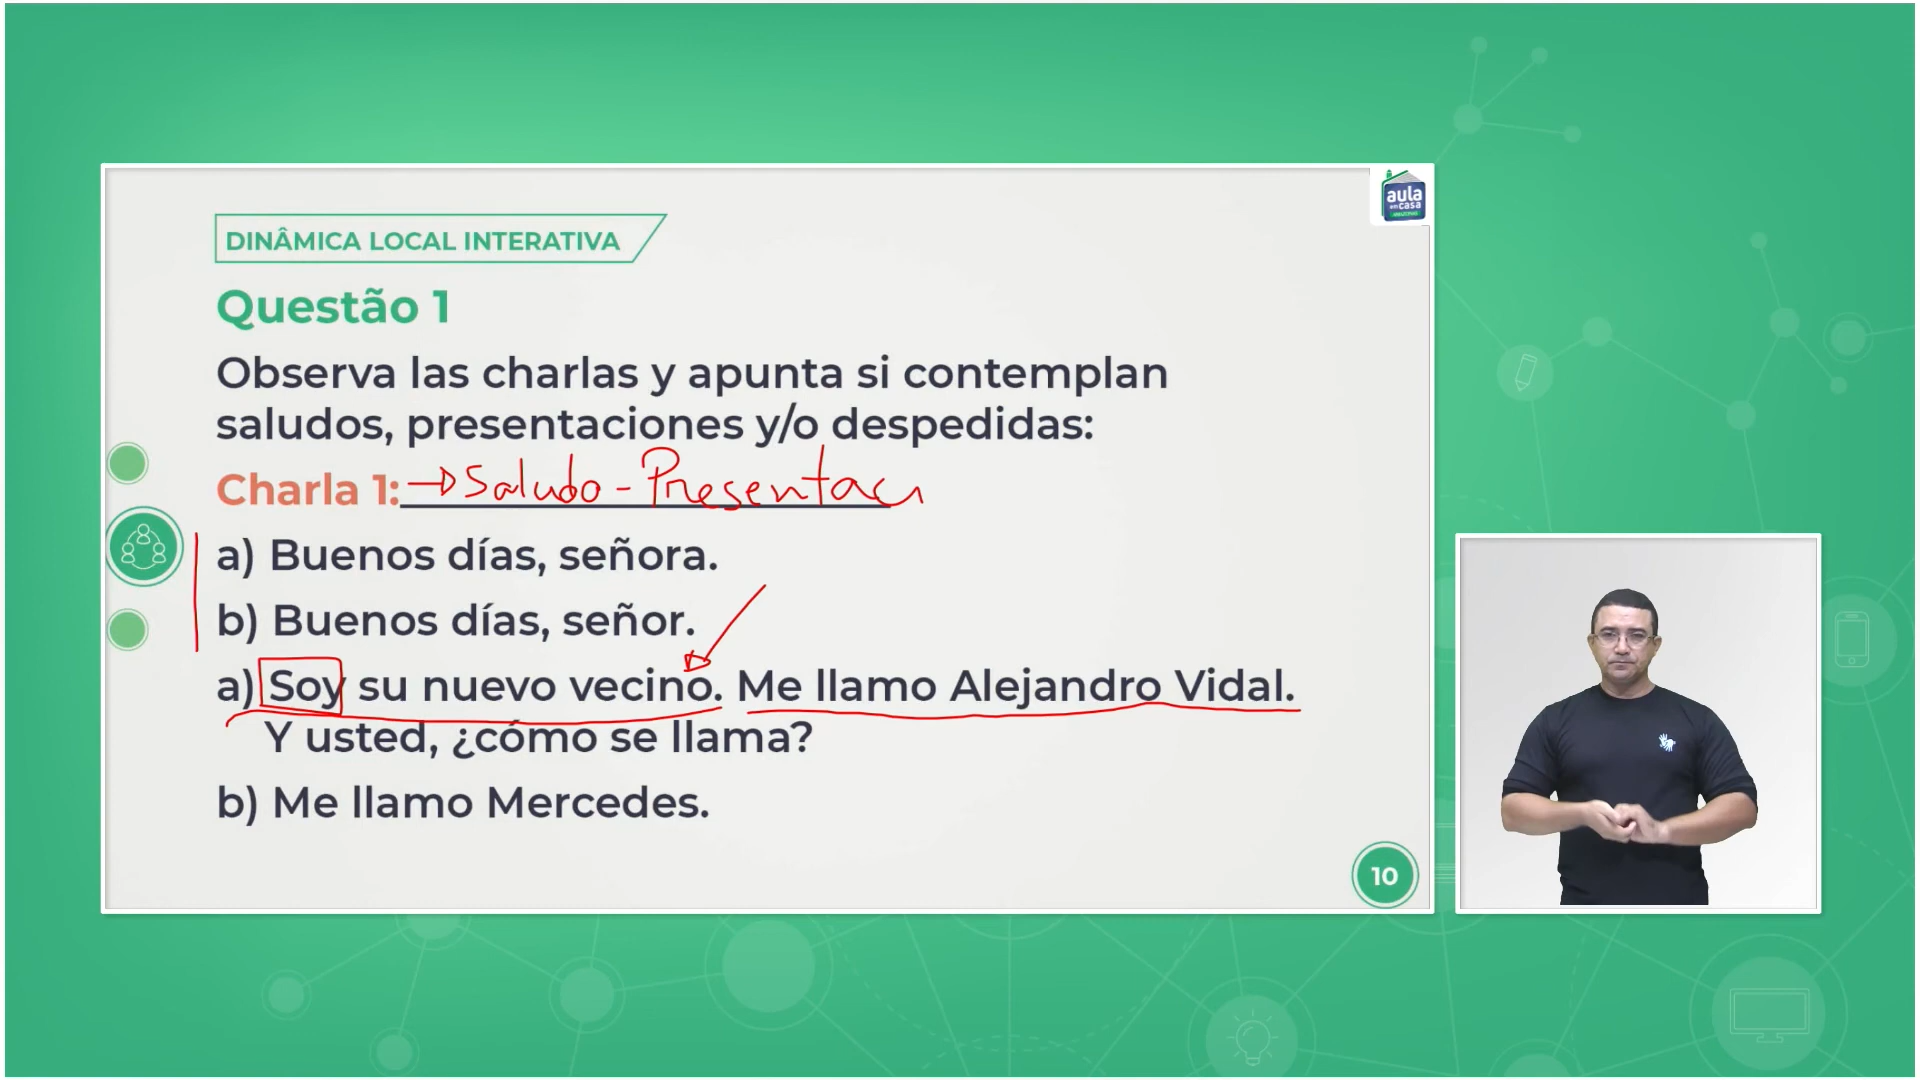 aula
em casa
DINÂMICA LOCAL INTERATIVA
Questão 1
Observa las charlas y apunta si contemplan
saludos, presentaciones y/o despedidas:
Charla 1: → Saludo - Presentaci
a) Buenos días, señora.
b) Buenos días, señor.
a) Soy su nuevo vecino. Me llamo Alejandro Vidal.
Y usted, ¿cómo se llama?
b) Me llamo Mercedes.
10